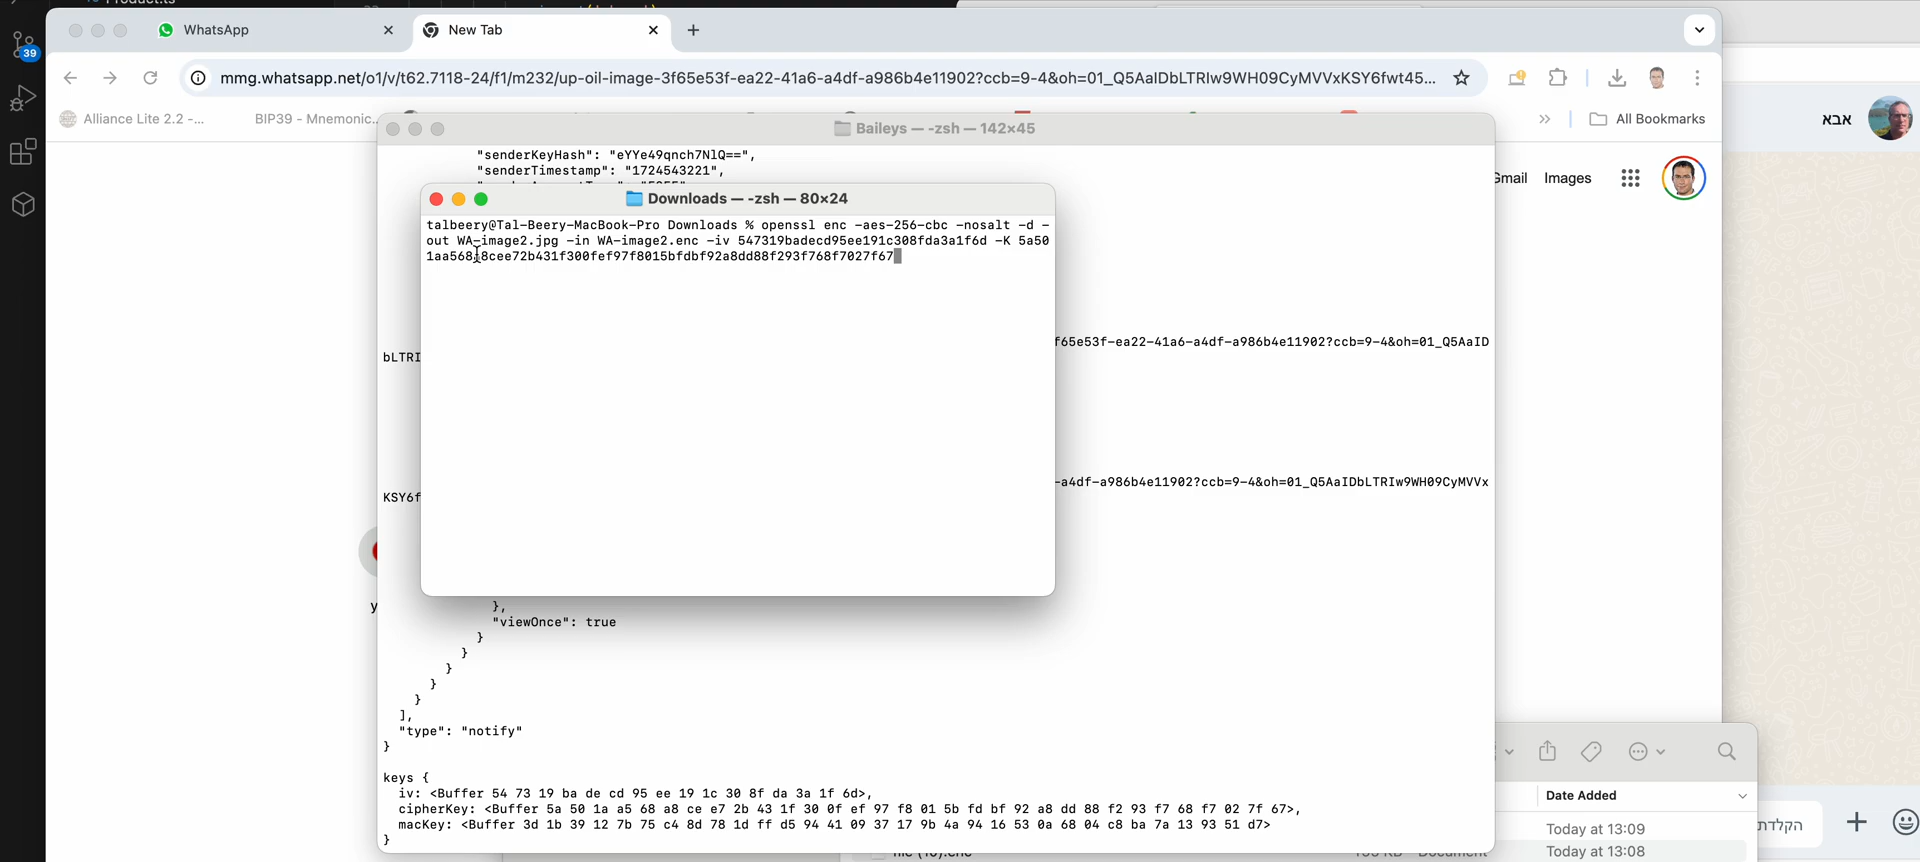 39
WhatsApp
New Tab
mmg.whatsapp.net/o1/v/t62.7118-24/f1/m232/up-oil-image-3f65e53f-ea22-41a6-a4df-a986b4e11902?ccb=9-4&oh=01_Q5AaIDbLTRIw9WH09CyMVVxKSY6fwt45...
Alliance Lite 2.2 -...
BIP39 - Mnemonic...
All Bookmarks
אבא
Baileys — -zsh — 142×45
"senderKeyHash": "eYYe49qnch7NlQ==",
"senderTimestamp": "1724543221",
Gmail Images
Downloads — -zsh — 80×24
talbeery@Tal-Beery-MacBook-Pro Downloads % openssl enc -aes-256-cbc -nosalt -d -
out WA-image2.jpg -in WA-image2.enc -iv 547319badecd95ee191c308fda3a1f6d -K 5a50
1aa568a8cee72b431f300fef97f8015bfdbf92a8dd88f293f768f7027f67
f65e53f-ea22-41a6-a4df-a986b4e11902?ccb=9-4&oh=01_Q5AaID
bLTRI
-a4df-a986b4e11902?ccb=9-4&oh=01_Q5AaIDbLTRIw9WH09CyMVVx
KSY6f
y
},
"viewOnce": true
}
}
}
}
}
],
"type": "notify"
}
keys {
iv: <Buffer 54 73 19 ba de cd 95 ee 19 1c 30 8f da 3a 1f 6d>,
cipherKey: <Buffer 5a 50 1a a5 68 a8 ce e7 2b 43 1f 30 0f ef 97 f8 01 5b fd bf 92 a8 dd 88 f2 93 f7 68 f7 02 7f 67>,
macKey: <Buffer 3d 1b 39 12 7b 75 c4 8d 78 1d ff d5 94 41 09 37 17 9b 4a 94 16 53 0a 68 04 c8 ba 7a 13 93 51 d7>
}
Date Added
Today at 13:09
Today at 13:08
הקלדת